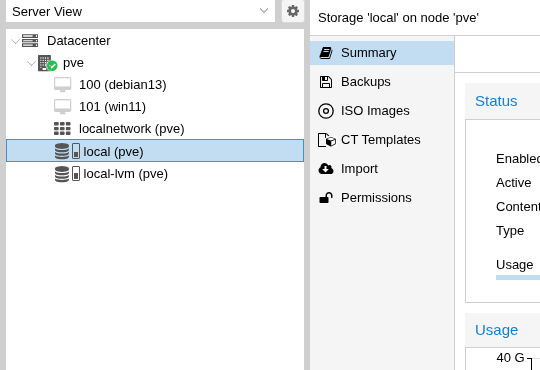 Server View
Datacenter
pve
100 (debian13)
101 (win11)
localnetwork (pve)
local (pve)
local-lvm (pve)
Storage 'local' on node 'pve'
Summary
Backups
ISO Images
CT Templates
Import
Permissions
Status
Enabled
Active
Content
Type
Usage
Usage
40 G